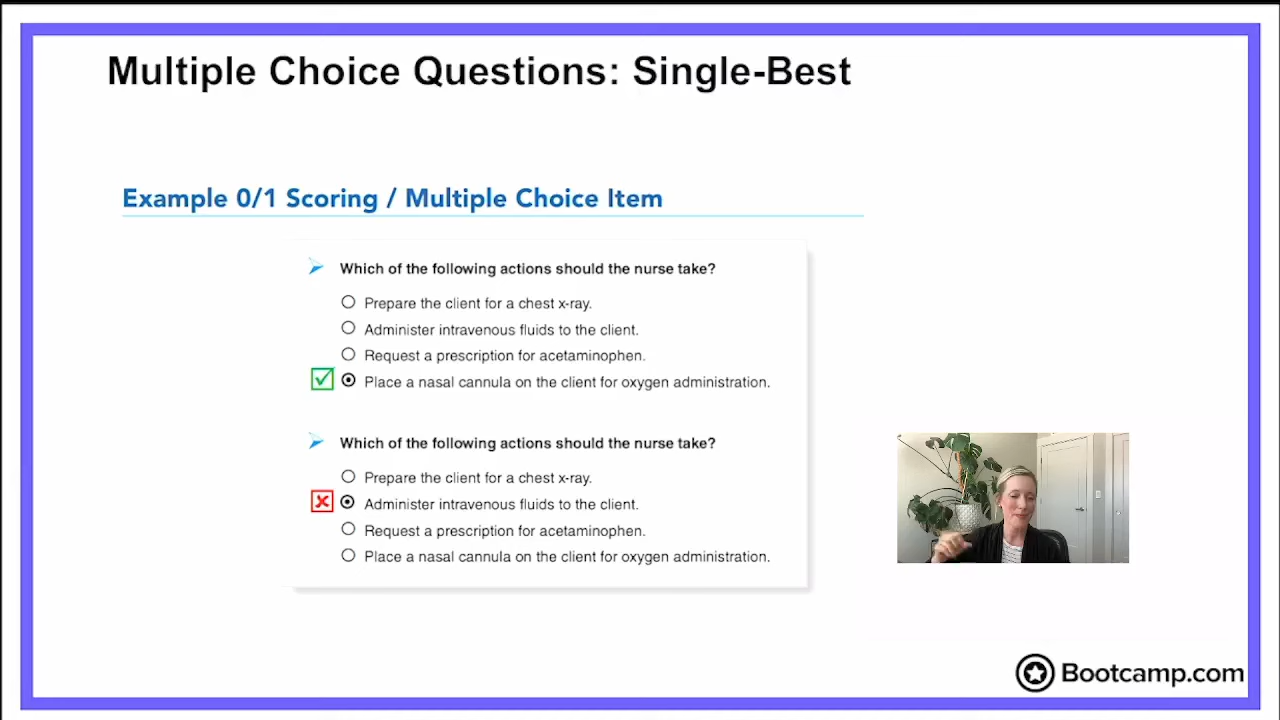 Multiple Choice Questions: Single-Best
Example 0/1 Scoring / Multiple Choice Item
Which of the following actions should the nurse take?
Prepare the client for a chest x-ray.
Administer intravenous fluids to the client.
Request a prescription for acetaminophen.
Place a nasal cannula on the client for oxygen administration.
Which of the following actions should the nurse take?
Prepare the client for a chest x-ray.
Administer intravenous fluids to the client.
Request a prescription for acetaminophen.
Place a nasal cannula on the client for oxygen administration.
Bootcamp.com